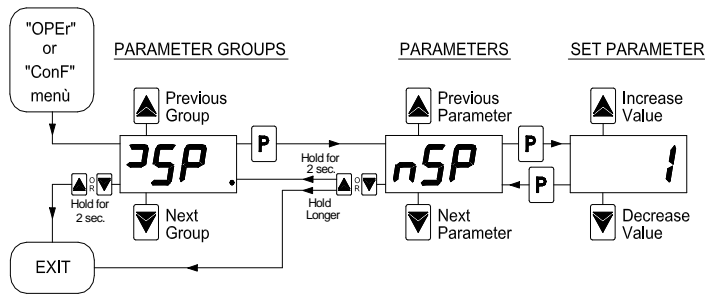 "OPEr"
or
"ConF"
menù
PARAMETER GROUPS
PARAMETERS
SET PARAMETER
Previous
Group
Previous
Parameter
Increase
Value
P
P
P
SP.
nSP
1
Hold for
2 sec.
OR
OR
Hold for
2 sec.
Hold
Longer
Next
Group
Next
Parameter
Decrease
Value
EXIT